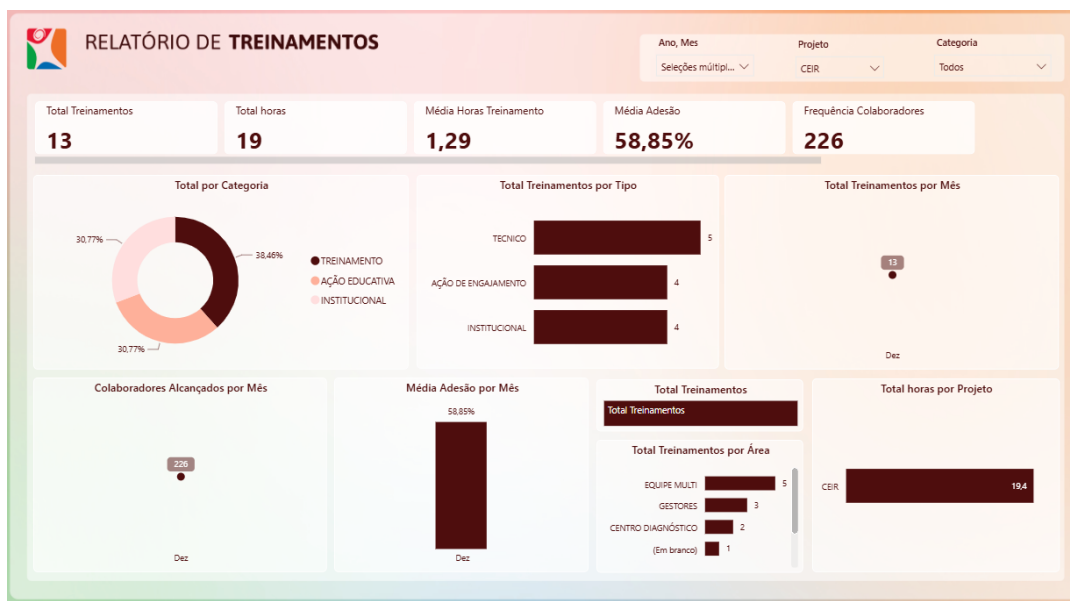 RELATÓRIO DE TREINAMENTOS
Ano, Mes
Seleções múltipl...
Projeto
CEIR
Categoria
Todos
Total Treinamentos
13
Total horas
19
Média Horas Treinamento
1,29
Média Adesão
58,85%
Frequência Colaboradores
226
Total por Categoria
30,77%
38,46%
30,77%
TREINAMENTO
AÇÃO EDUCATIVA
INSTITUCIONAL
Total Treinamentos por Tipo
TECNICO 5
AÇÃO DE ENGAJAMENTO 4
INSTITUCIONAL 4
Total Treinamentos por Mês
13
Dez
Colaboradores Alcançados por Mês
226
Dez
Média Adesão por Mês
58,85%
Dez
Total Treinamentos
Total Treinamentos
Total Treinamentos por Área
EQUIPE MULTI 5
GESTORES 3
CENTRO DIAGNÓSTICO 2
(Em branco) 1
Total horas por Projeto
CEIR 19,4